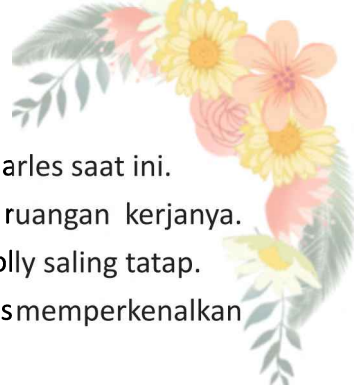 arles saat ini.
ruangan kerjanya.
olly saling tatap.
s memperkenalkan